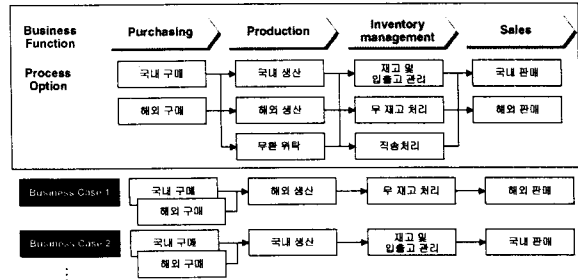 Business Function
Purchasing
Production
Inventory management
Sales
Process Option
국내 구매
국내 생산
재고 및
입출고 관리
국내 판매
해외 구매
해외 생산
무 재고 처리
해외 판매
무환 위탁
직송처리
Business Case 1
국내 구매
해외 구매
해외 생산
무 재고 처리
해외 판매
Business Case 2
국내 구매
해외 구매
국내 생산
재고 및
입출고 관리
국내 판매
⋮